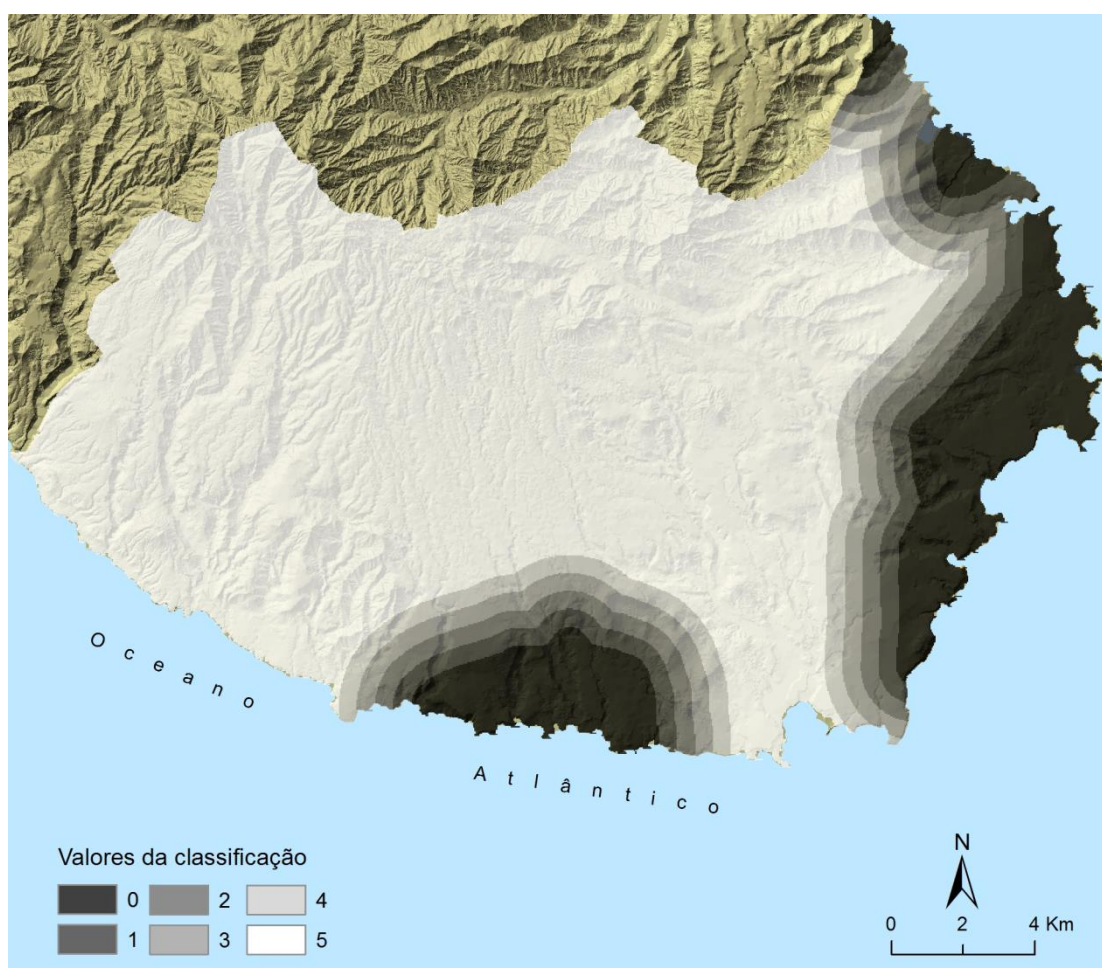 Oceano
Atlântico
Valores da classificação
0 2 4
1 3 5
N
0 2 4 Km